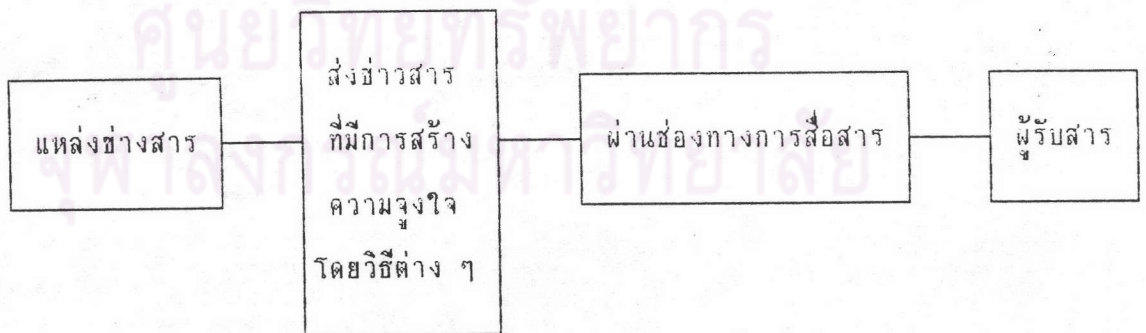 ศูนย์วิทยทรัพยากร
จุฬาลงกรณ์มหาวิทยาลัย
แหล่งข่างสาร
ส่งข่าวสาร
ที่มีการสร้าง
ความจูงใจ
โดยวิธีต่าง ๆ
ผ่านช่องทางการสื่อสาร
ผู้รับสาร